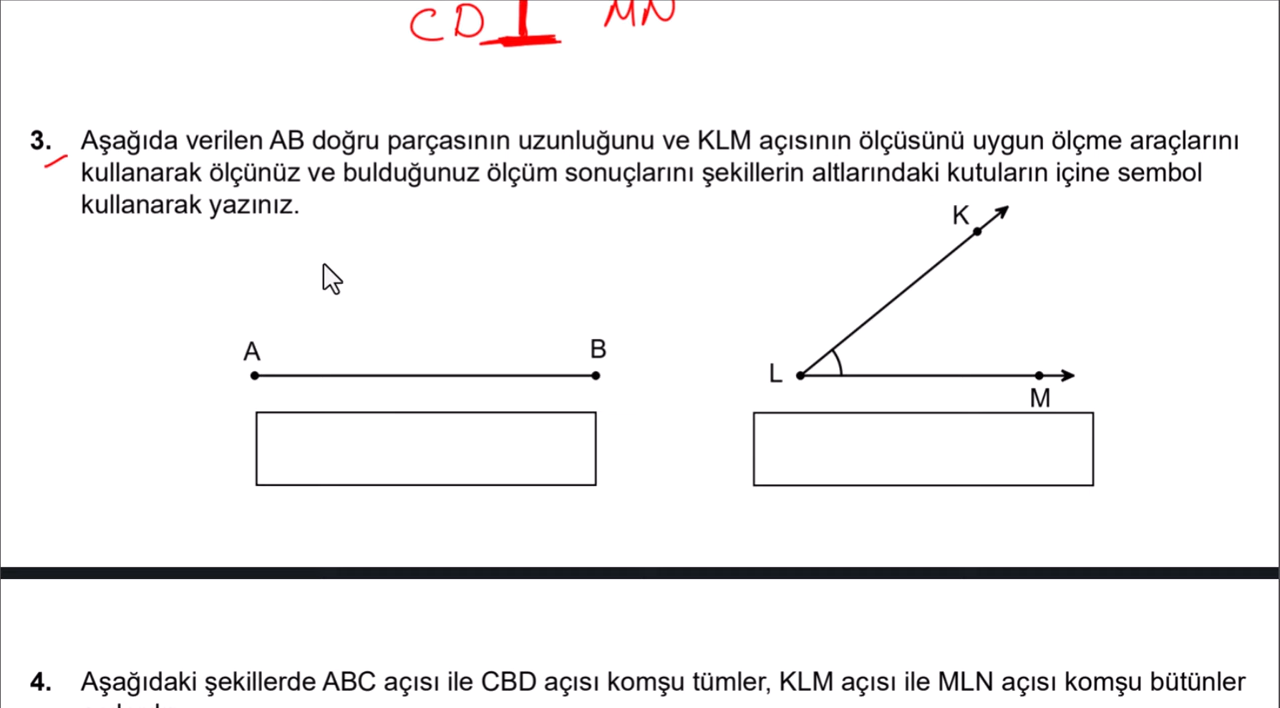 CD ⊥ MN
3. Aşağıda verilen AB doğru parçasının uzunluğunu ve KLM açısının ölçüsünü uygun ölçme araçlarını
kullanarak ölçünüz ve bulduğunuz ölçüm sonuçlarını şekillerin altlarındaki kutuların içine sembol
kullanarak yazınız.
K
A
B
L
M
4. Aşağıdaki şekillerde ABC açısı ile CBD açısı komşu tümler, KLM açısı ile MLN açısı komşu bütünler